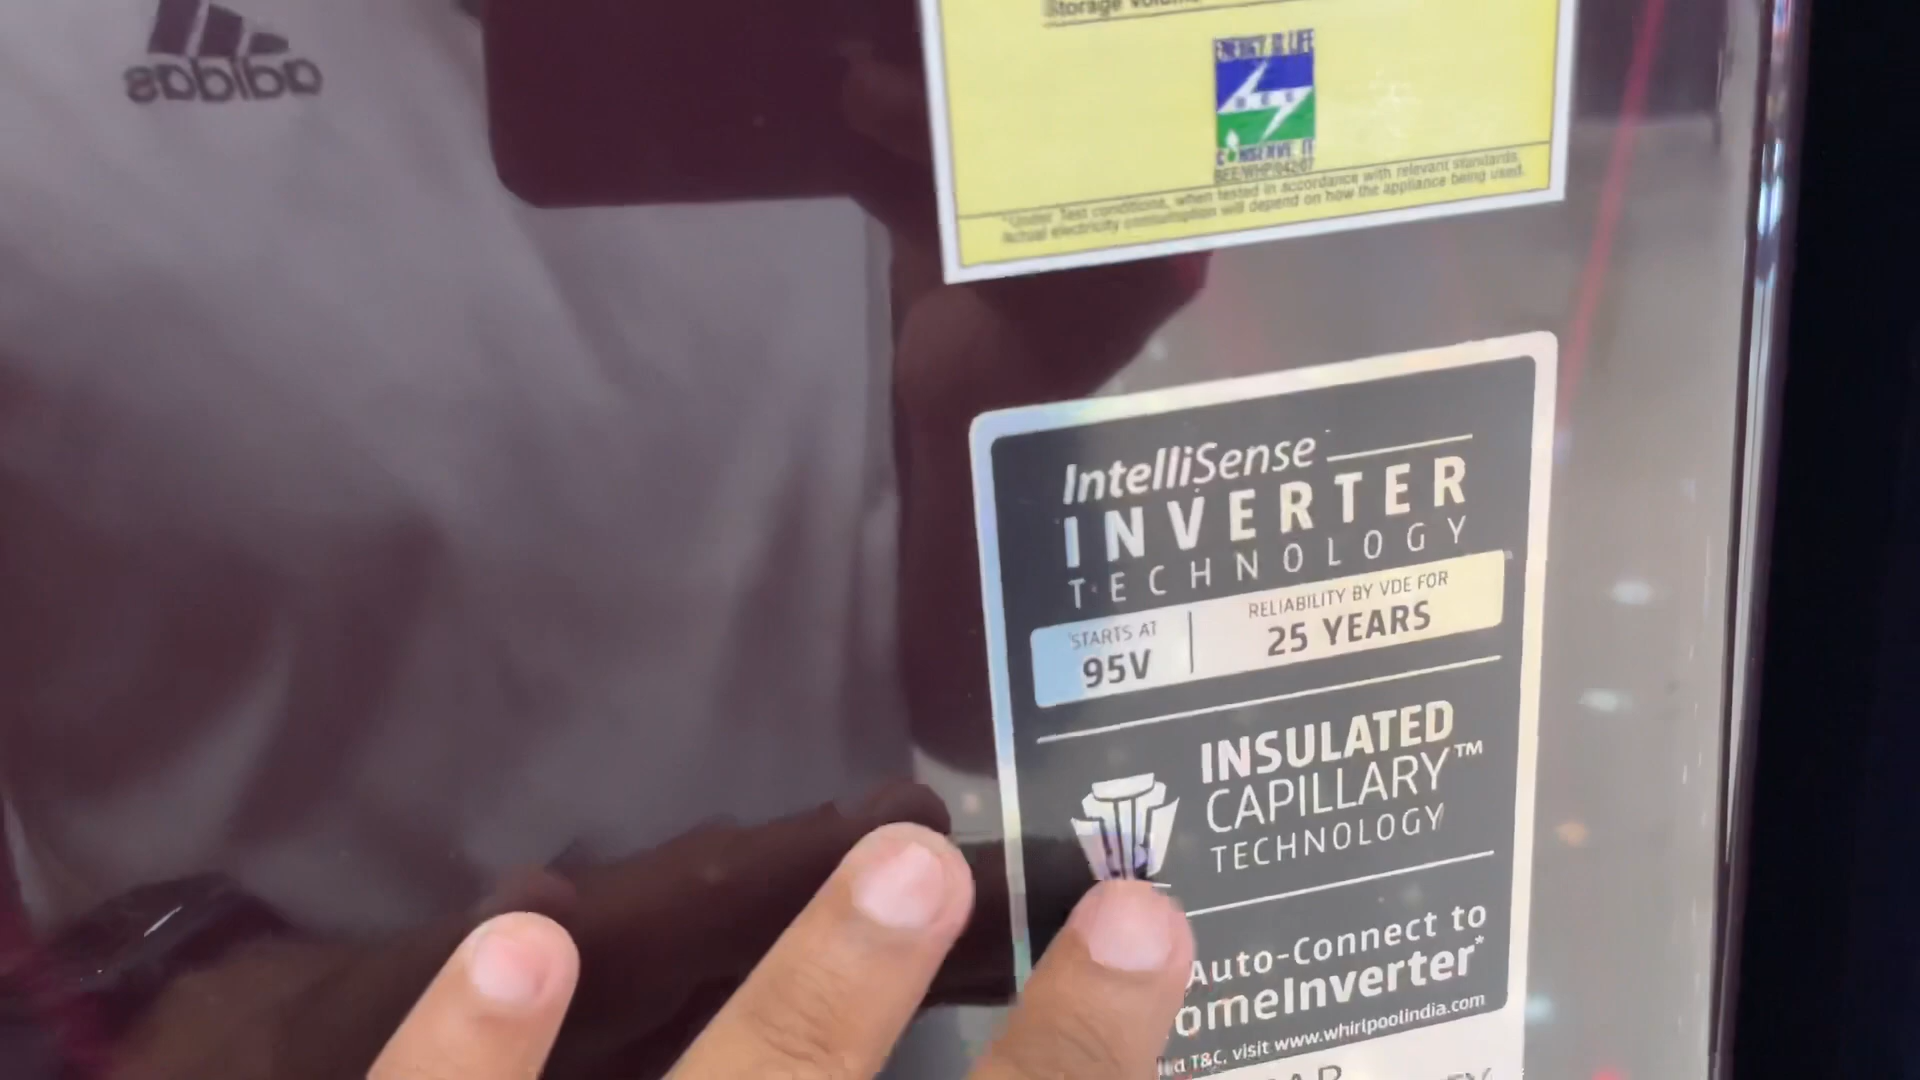 adidas
Storage Volume
ENERGY IS LIFE
BEE
CONSERVE IT
*Under Test conditions, when tested in accordance with relevant standards.
Actual electricity consumption will depend on how the appliance being used.
IntelliSense
INVERTER
TECHNOLOGY
STARTS AT
95V
RELIABILITY BY VDE FOR
25 YEARS
INSULATED
CAPILLARY™
TECHNOLOGY
Auto-Connect to
omeInverter*
T&C, visit www.whirlpoolindia.com